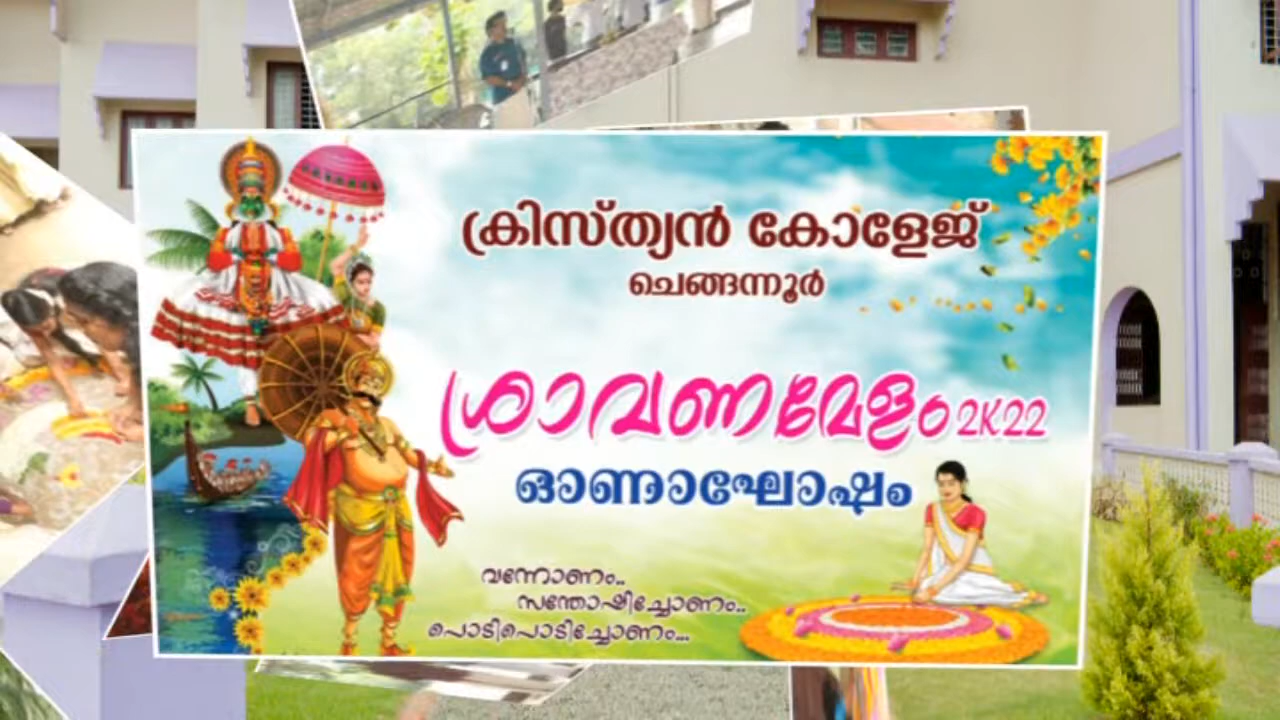 ക്രിസ്ത്യൻ കോളേജ്
ചെങ്ങന്നൂർ
ശ്രാവണമേളം 2K22
ഓണാഘോഷം
വന്നോണം..
സന്തോഷിച്ചോണം..
പൊടിപൊടിച്ചോണം...